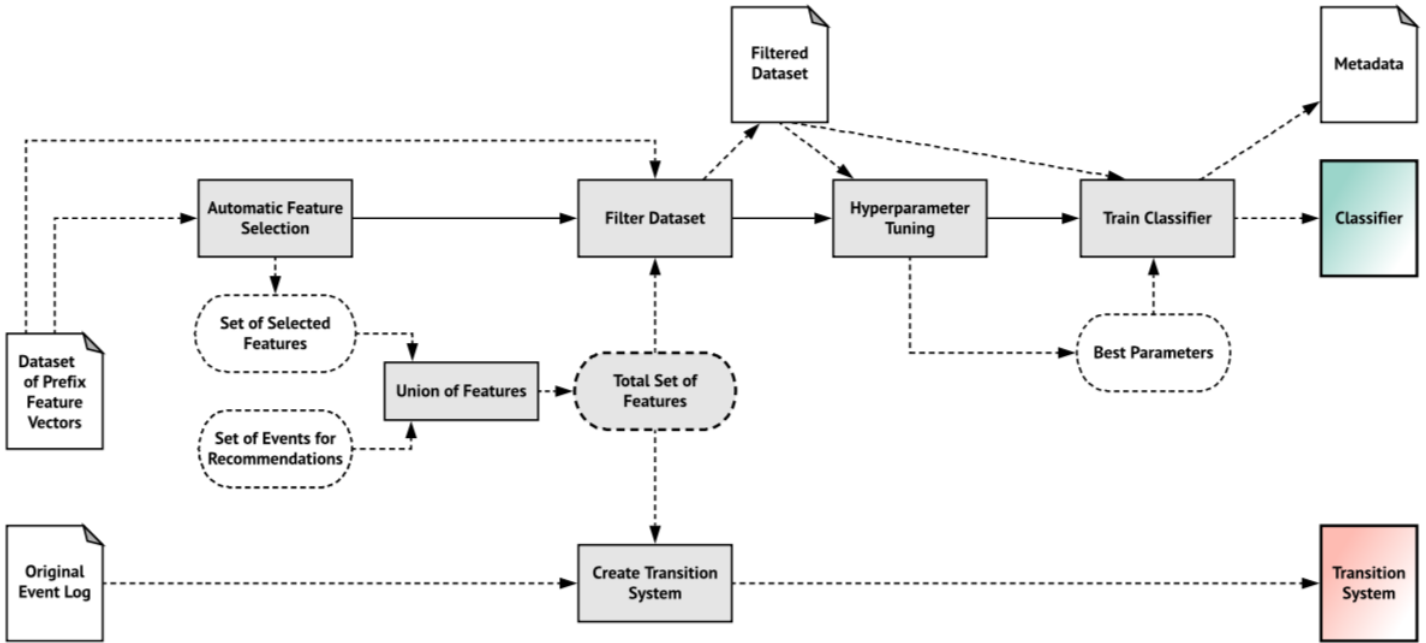 Filtered
Dataset
Metadata
Automatic Feature
Selection
Filter Dataset
Hyperparameter
Tuning
Train Classifier
Classifier
Set of Selected
Features
Best Parameters
Dataset
of Prefix
Feature
Vectors
Union of Features
Total Set of
Features
Set of Events for
Recommendations
Original
Event Log
Create Transition
System
Transition
System